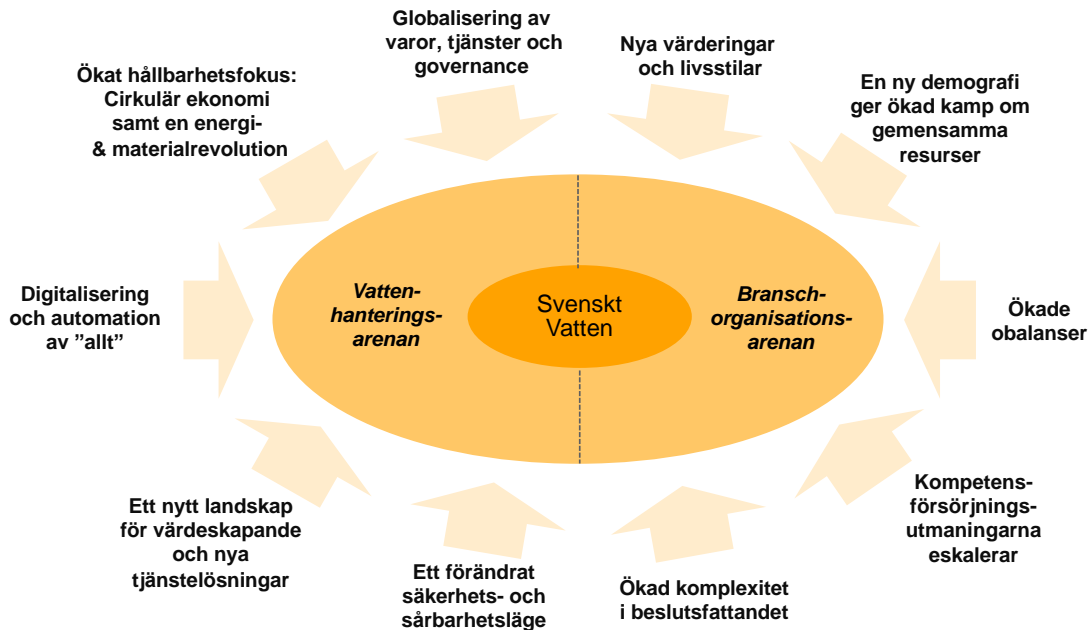 Globalisering av
varor, tjänster och
governance
Nya värderingar
och livsstilar
Ökat hållbarhetsfokus:
Cirkulär ekonomi
samt en energi-
& materialrevolution
En ny demografi
ger ökad kamp om
gemensamma
resurser
Digitalisering
och automation
av ”allt”
Vatten-
hanterings-
arenan
Svenskt
Vatten
Bransch-
organisations-
arenan
Ökade
obalanser
Ett nytt landskap
för värdeskapande
och nya
tjänstelösningar
Ett förändrat
säkerhets- och
sårbarhetsläge
Ökad komplexitet
i beslutsfattandet
Kompetens-
försörjnings-
utmaningarna
eskalerar